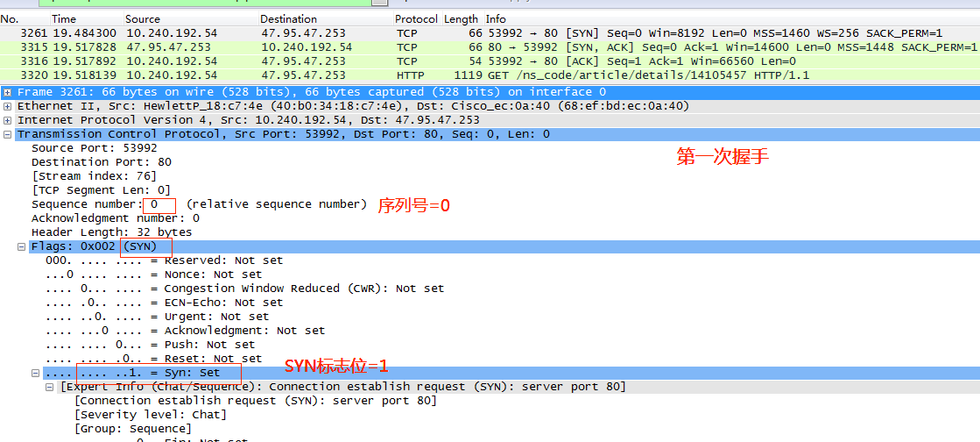 No. Time Source Destination Protocol Length Info
3261 19.484300 10.240.192.54 47.95.47.253 TCP 66 53992 → 80 [SYN] Seq=0 Win=8192 Len=0 MSS=1460 WS=256 SACK_PERM=1
3315 19.517828 47.95.47.253 10.240.192.54 TCP 66 80 → 53992 [SYN, ACK] Seq=0 Ack=1 Win=14600 Len=0 MSS=1448 SACK_PERM=1
3316 19.517892 10.240.192.54 47.95.47.253 TCP 54 53992 → 80 [ACK] Seq=1 Ack=1 Win=66560 Len=0
3320 19.518139 10.240.192.54 47.95.47.253 HTTP 1119 GET /ns_code/article/details/14105457 HTTP/1.1
Frame 3261: 66 bytes on wire (528 bits), 66 bytes captured (528 bits) on interface 0
Ethernet II, Src: HewlettP_18:c7:4e (40:b0:34:18:c7:4e), Dst: Cisco_ec:0a:40 (68:ef:bd:ec:0a:40)
Internet Protocol Version 4, Src: 10.240.192.54, Dst: 47.95.47.253
Transmission Control Protocol, Src Port: 53992, Dst Port: 80, Seq: 0, Len: 0
Source Port: 53992
第一次握手
Destination Port: 80
[Stream index: 76]
[TCP Segment Len: 0]
Sequence number: 0 (relative sequence number) 序列号=0
Acknowledgment number: 0
Header Length: 32 bytes
Flags: 0x002 (SYN)
000. .... .... = Reserved: Not set
...0 .... .... = Nonce: Not set
.... 0... .... = Congestion Window Reduced (CWR): Not set
.... .0.. .... = ECN-Echo: Not set
.... ..0. .... = Urgent: Not set
.... ...0 .... = Acknowledgment: Not set
.... .... 0... = Push: Not set
.... .... .0.. = Reset: Not set
SYN标志位=1
.... .... ..1. = Syn: Set
[Expert Info (Chat/Sequence): Connection establish request (SYN): server port 80]
[Connection establish request (SYN): server port 80]
[Severity level: Chat]
[Group: Sequence]